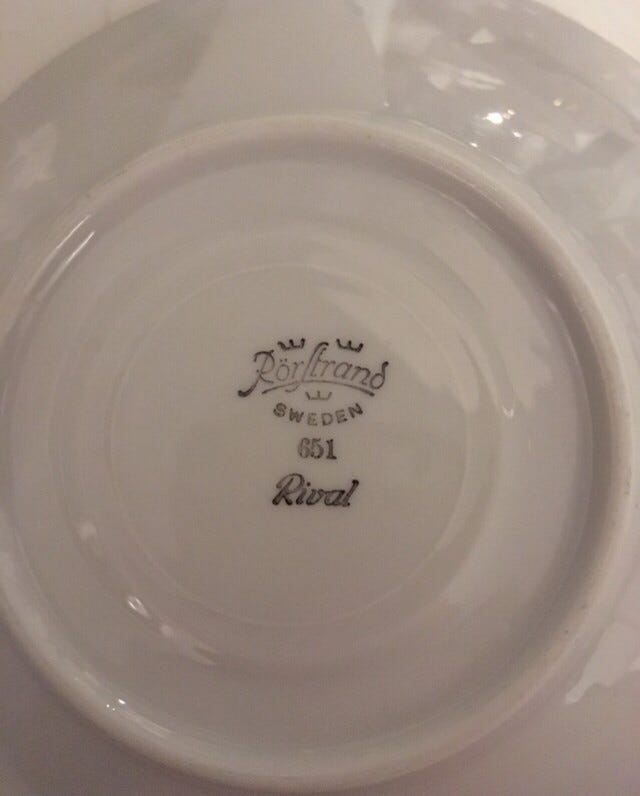 Rörstrand
SWEDEN
651
Rival